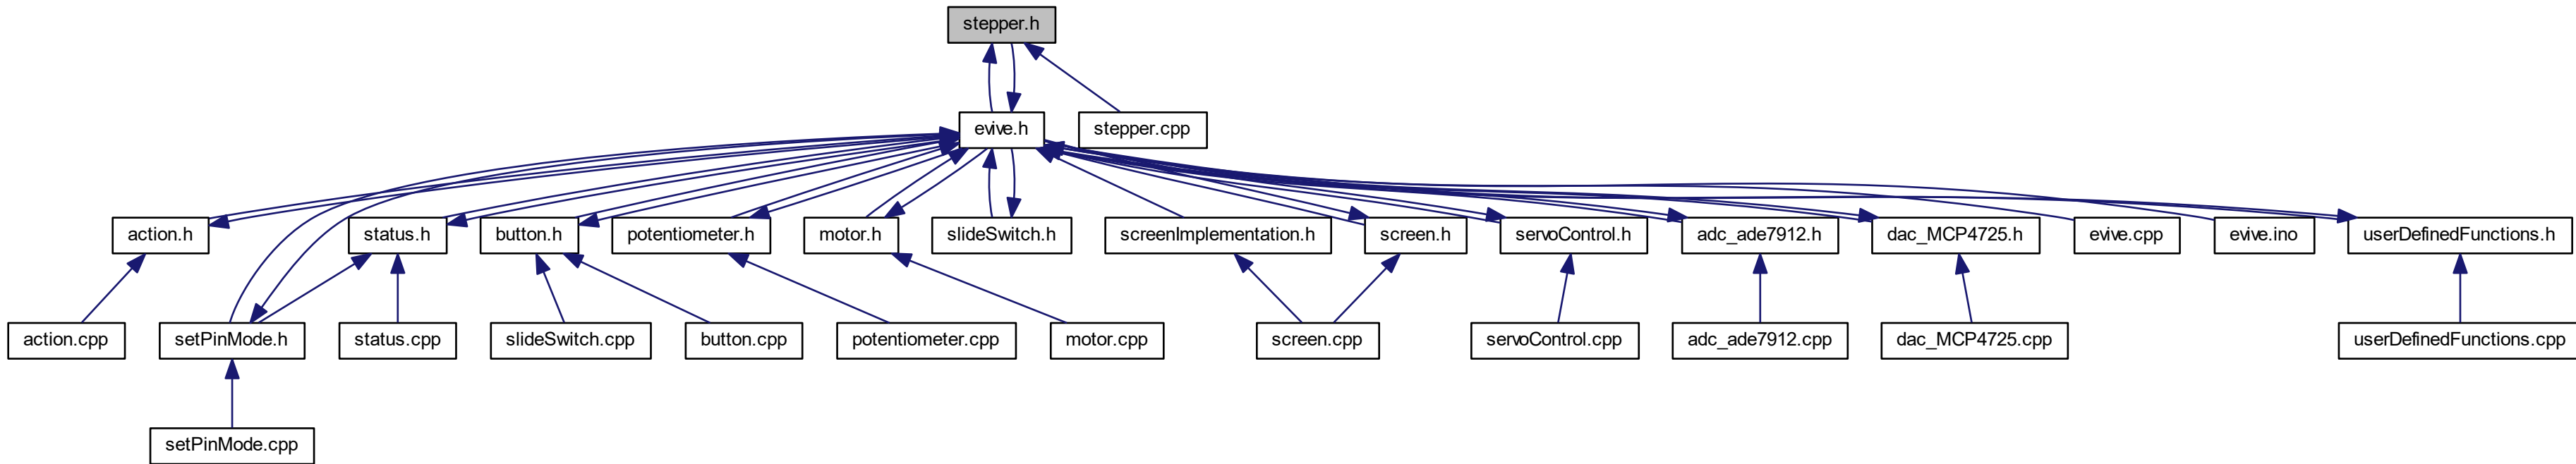 stepper.h
evive.h
stepper.cpp
action.h
status.h
button.h
potentiometer.h
motor.h
slideSwitch.h
screenImplementation.h
screen.h
servoControl.h
adc_ade7912.h
dac_MCP4725.h
evive.cpp
evive.ino
userDefinedFunctions.h
action.cpp
setPinMode.h
status.cpp
slideSwitch.cpp
button.cpp
potentiometer.cpp
motor.cpp
screen.cpp
servoControl.cpp
adc_ade7912.cpp
dac_MCP4725.cpp
userDefinedFunctions.cpp
setPinMode.cpp